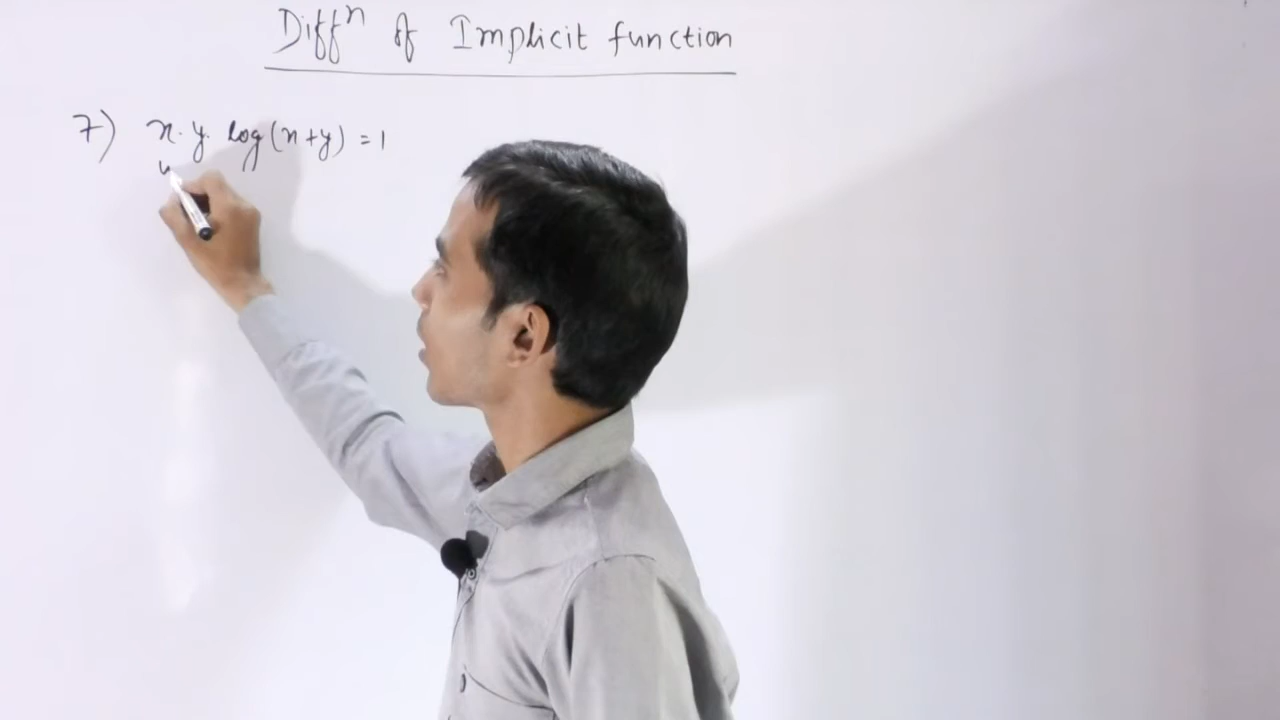 Diffⁿ of Implicit function
7) x.y. log(x+y) = 1
u